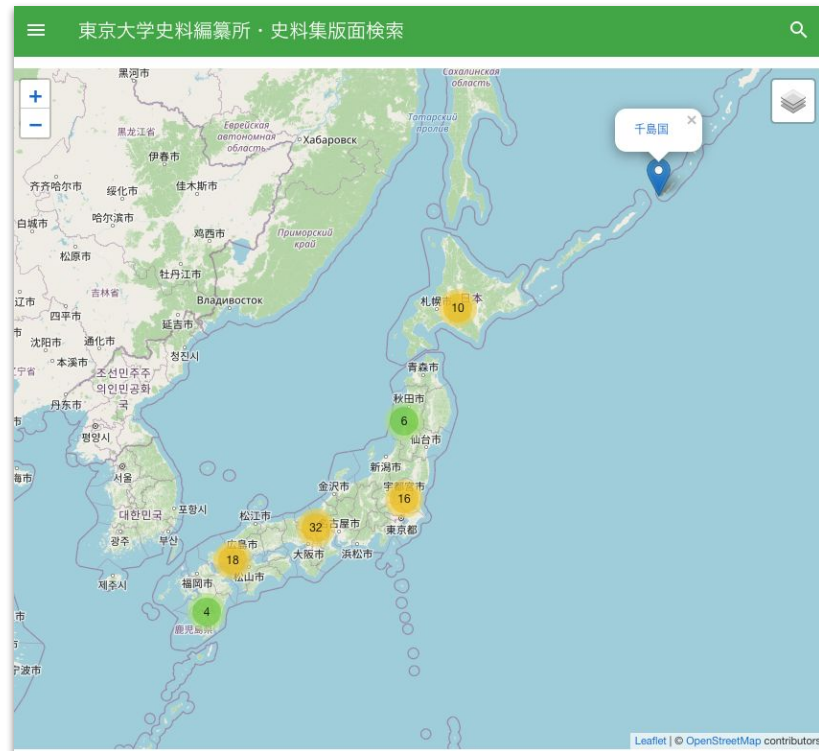 東京大学史料編纂所・史料集版面検索
黑河市
Сахалинская
область
+
−
Еврейская
автономная
область
Хабаровск
Татарский
пролив
千島国
×
黑龙江省
伊春市
齐齐哈尔市
绥化市
佳木斯市
白城市
哈尔滨市
鸡西市
Приморский
край
松原市
牡丹江市
吉林省
Владивосток
札幌
10
日本
辽市
四平市
延吉市
沈阳市
通化市
청진시
本溪市
辽宁省
조선민주주
의인민공화
국
青森市
丹东市
秋田市
6
평양시
仙台市
新潟市
서울
金沢市
宇都宮市
16
대한민국
포항시
松江市
32
名古屋市
東京都
광주
부산
広島市
大阪市
浜松市
18
松山市
제주시
福岡市
4
鹿児島県
宁波市
Leaflet | © OpenStreetMap contributors